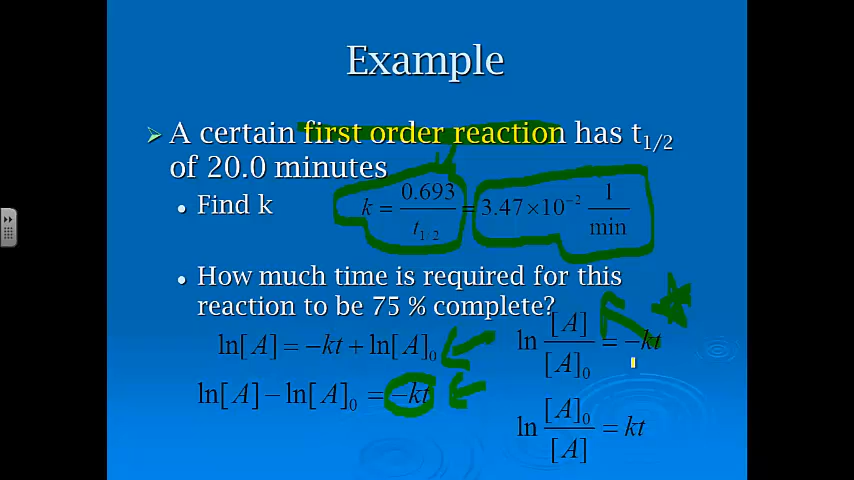 Example
A certain first order reaction has t1/2
of 20.0 minutes
Find k
k = 0.693 / t1/2 = 3.47 × 10⁻² 1 / min
How much time is required for this
reaction to be 75 % complete?
ln[A] = −kt + ln[A]₀
ln[A] − ln[A]₀ = −kt
ln [A] / [A]₀ = −kt
ln [A]₀ / [A] = kt